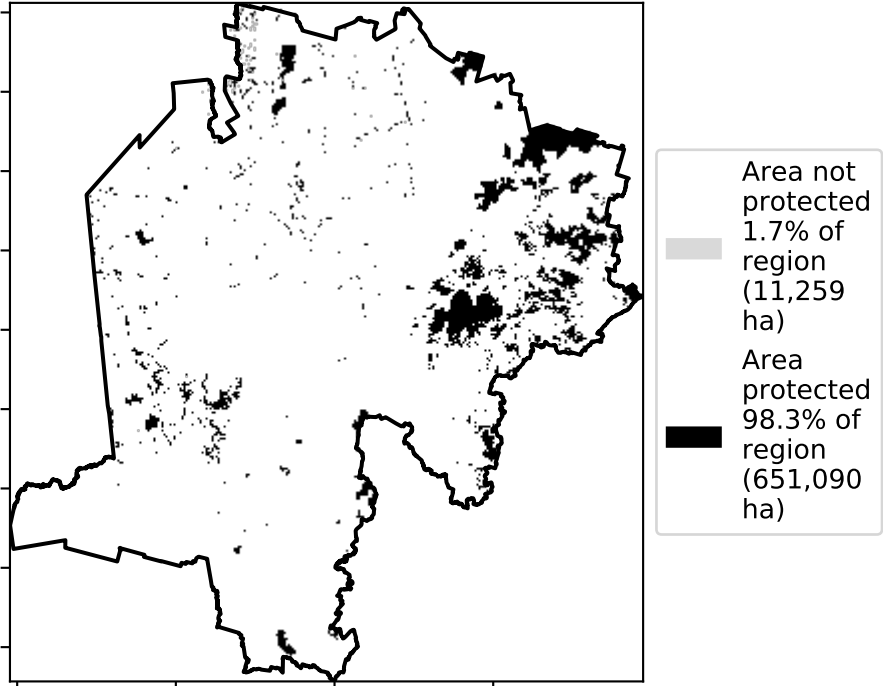 Area not
protected
1.7% of
region
(11,259
ha)
Area
protected
98.3% of
region
(651,090
ha)